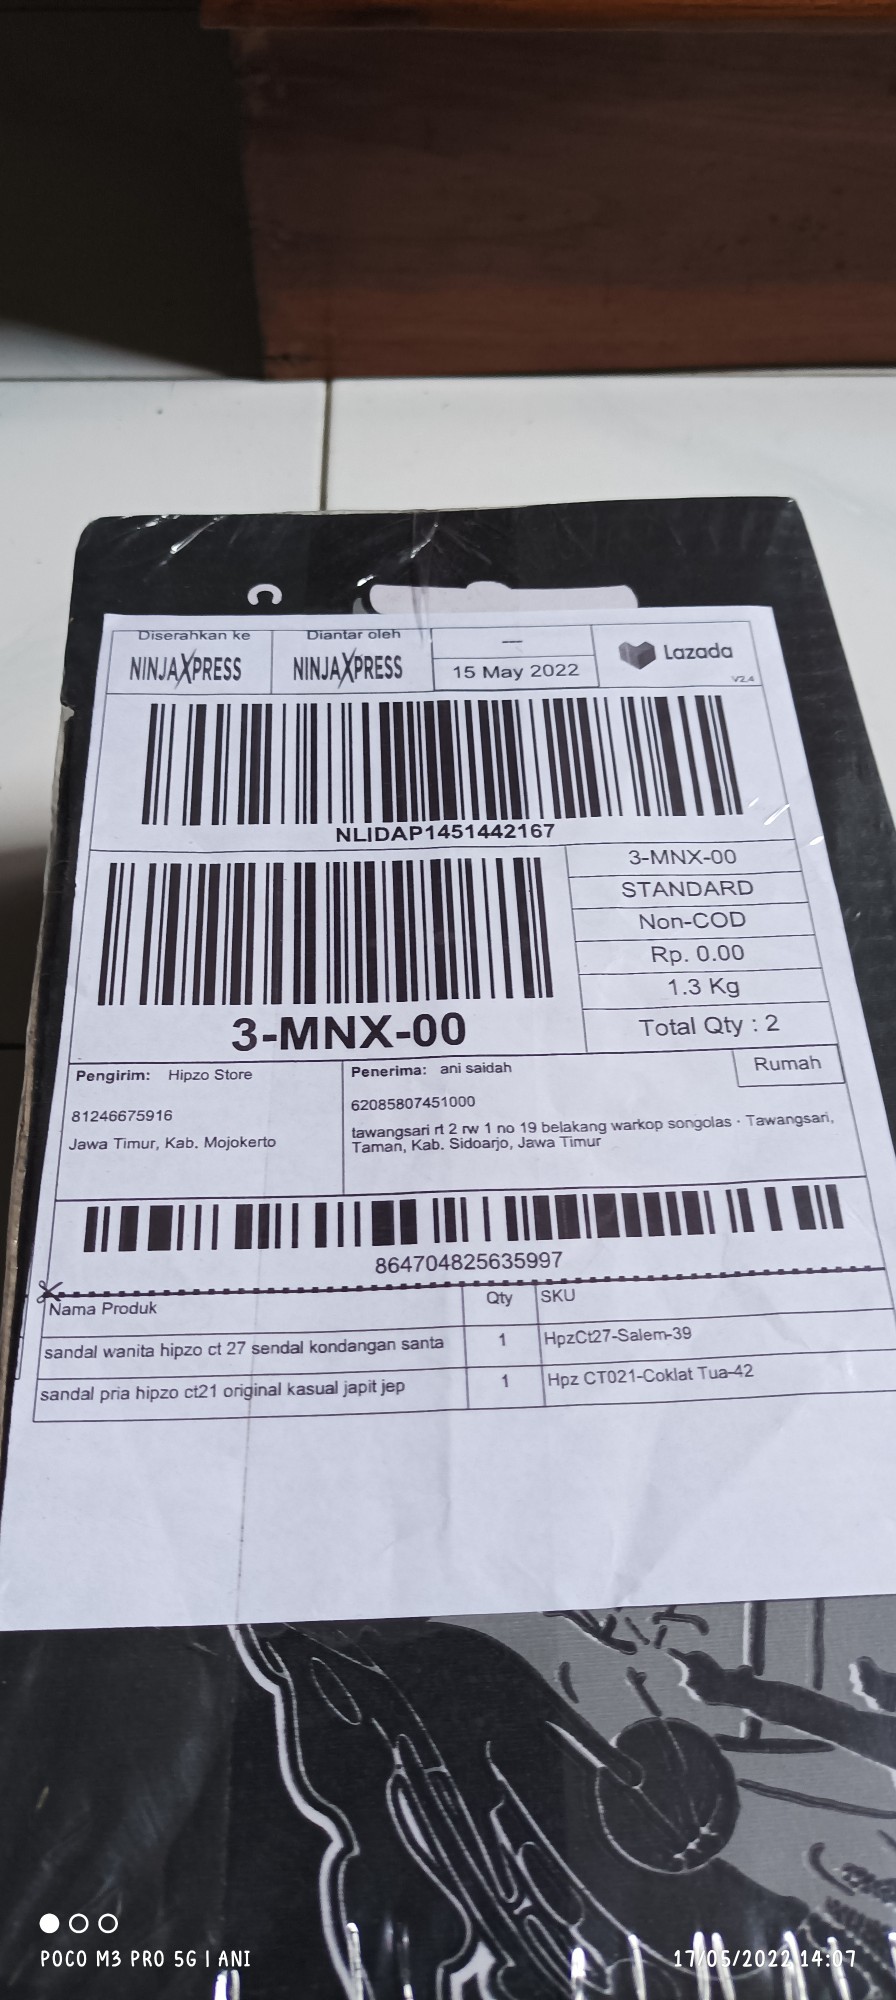 Diserahkan ke
NINJAXPRESS
Diantar oleh
NINJAXPRESS
---
15 May 2022
Lazada
V2.4
NLIDAP1451442167
3-MNX-00
3-MNX-00
STANDARD
Non-COD
Rp. 0.00
1.3 Kg
Total Qty : 2
Pengirim: Hipzo Store
81246675916
Jawa Timur, Kab. Mojokerto
Penerima: ani saidah
Rumah
62085807451000
tawangsari rt 2 rw 1 no 19 belakang warkop songolas · Tawangsari,
Taman, Kab. Sidoarjo, Jawa Timur
864704825635997
Nama Produk Qty SKU
sandal wanita hipzo ct 27 sendal kondangan santa 1 HpzCt27-Salem-39
sandal pria hipzo ct21 original kasual japit jep 1 Hpz CT021-Coklat Tua-42
POCO M3 PRO 5G | ANI
17/05/2022 14:07